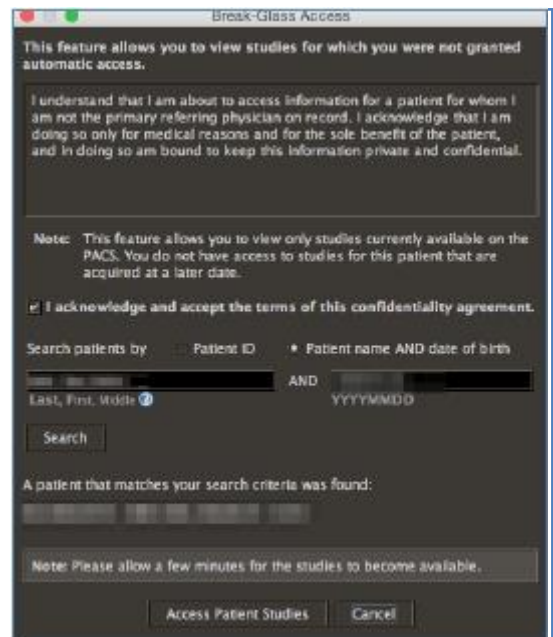 Break-Glass Access
This feature allows you to view studies for which you were not granted
automatic access.
I understand that I am about to access information for a patient for whom I
am not the primary referring physician on record. I acknowledge that I am
doing so only for medical reasons and for the sole benefit of the patient,
and in doing so am bound to keep this information private and confidential.
Note: This feature allows you to view only studies currently available on the
PACS. You do not have access to studies for this patient that are
acquired at a later date.
I acknowledge and accept the terms of this confidentiality agreement.
Search patients by Patient ID Patient name AND date of birth
AND
Last, First, Middle ? YYYYMMDD
Search
A patient that matches your search criteria was found:
Note: Please allow a few minutes for the studies to become available.
Access Patient Studies Cancel